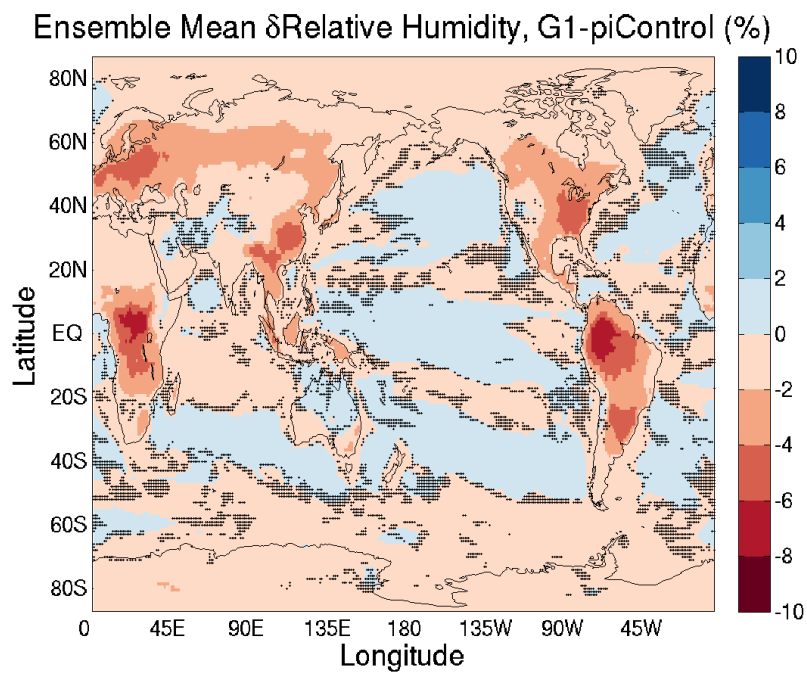 Ensemble Mean δRelative Humidity, G1-piControl (%)
80N
60N
40N
20N
EQ
20S
40S
60S
80S
Latitude
0 45E 90E 135E 180 135W 90W 45W
Longitude
10
8
6
4
2
0
-2
-4
-6
-8
-10